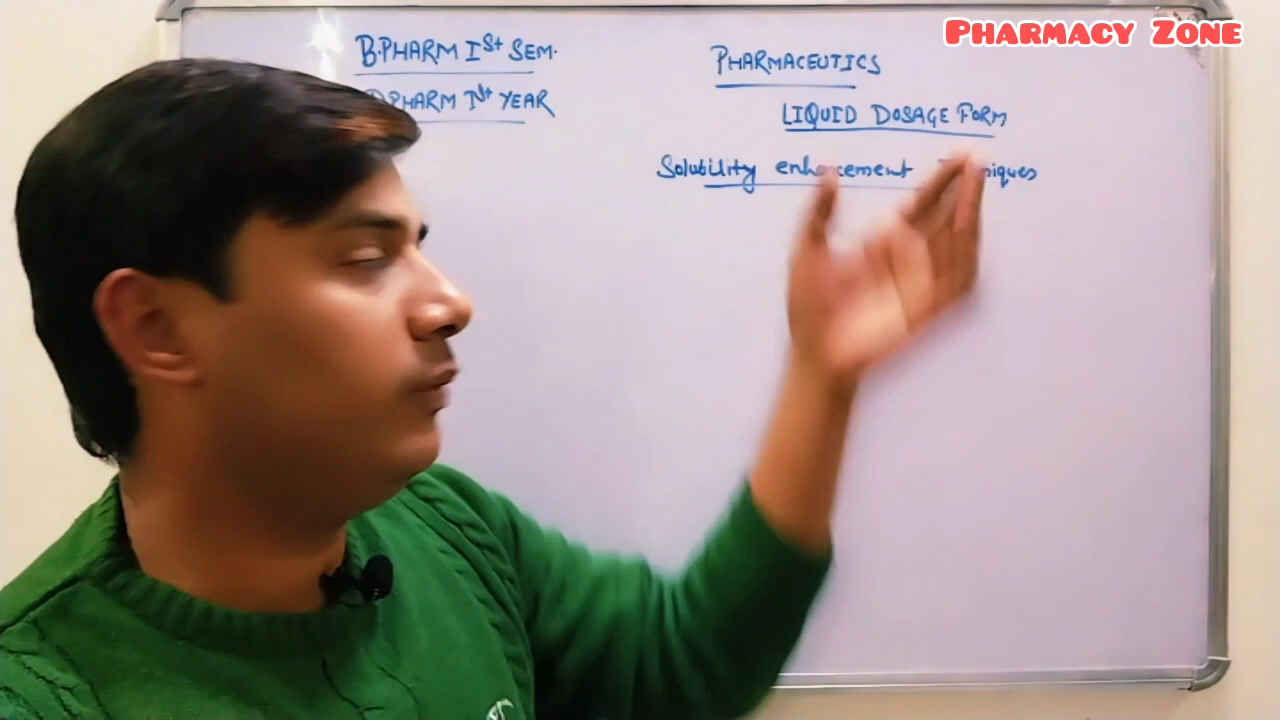 PHARMACY ZONE
B.PHARM Ist SEM.
PHARM Ist YEAR
PHARMACEUTICS
LIQUID DOSAGE FORM
Solubility enhancement